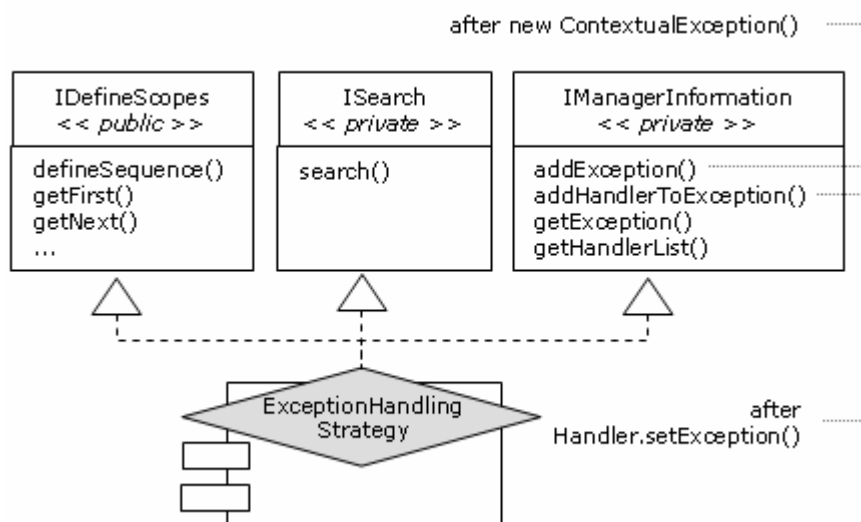 after new ContextualException()
IDefineScopes
<< public >>
defineSequence()
getFirst()
getNext()
...
ISearch
<< private >>
search()
IManagerInformation
<< private >>
addException()
addHandlerToException()
getException()
getHandlerList()
ExceptionHandling
Strategy
after
Handler.setException()